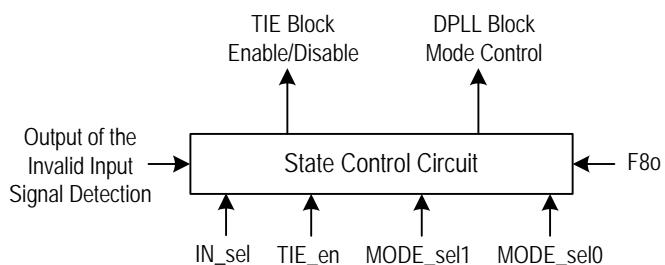 TIE Block
Enable/Disable
DPLL Block
Mode Control
Output of the
Invalid Input
Signal Detection
State Control Circuit
F8o
IN_sel
TIE_en
MODE_sel1
MODE_sel0